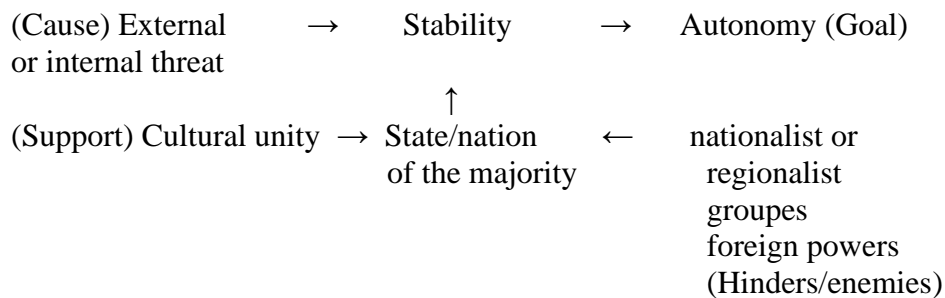 (Cause) External → Stability → Autonomy (Goal)
or internal threat
↑
(Support) Cultural unity → State/nation ← nationalist or
of the majority regionalist
groupes
foreign powers
(Hinders/enemies)